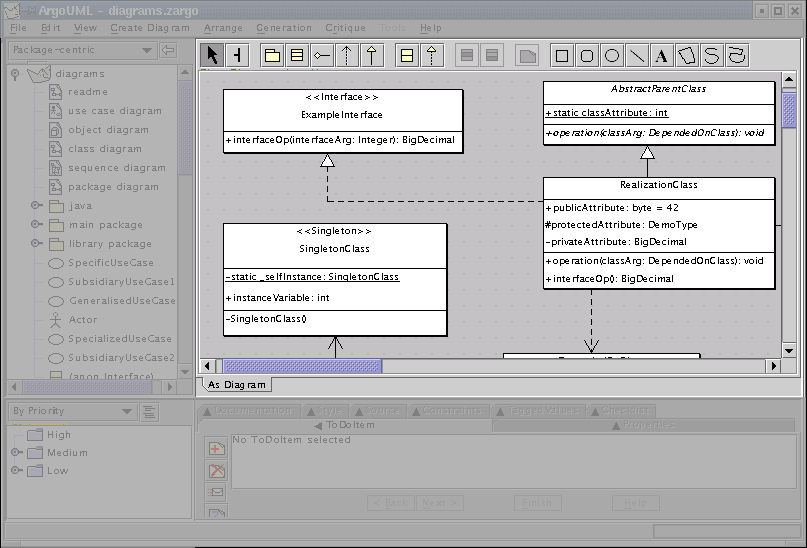 ArgoUML - diagrams.zargo
File Edit View Create Diagram Arrange Generation Critique Tools Help
Package-centric
diagrams
readme
use case diagram
object diagram
class diagram
sequence diagram
package diagram
java
main package
library package
SpecificUseCase
SubsidiaryUseCase1
GeneralisedUseCase
Actor
SpecializedUseCase
SubsidiaryUseCase2
(anon Interface)
A
<<Interface>>
ExampleInterface
+interfaceOp(interfaceArg: Integer): BigDecimal
AbstractParentClass
+static classAttribute: int
+operation(classArg: DependedOnClass): void
RealizationClass
+publicAttribute: byte = 42
#protectedAttribute: DemoType
-privateAttribute: BigDecimal
+operation(classArg: DependedOnClass): void
+interfaceOp(): BigDecimal
<<Singleton>>
SingletonClass
-static _selfInstance: SingletonClass
+instanceVariable: int
-SingletonClass()
As Diagram
By Priority
High
Medium
Low
Documentation Style Source Constraints Tagged Values Checklist
ToDoItem Properties
No ToDoItem selected
< Back Next > Finish Help